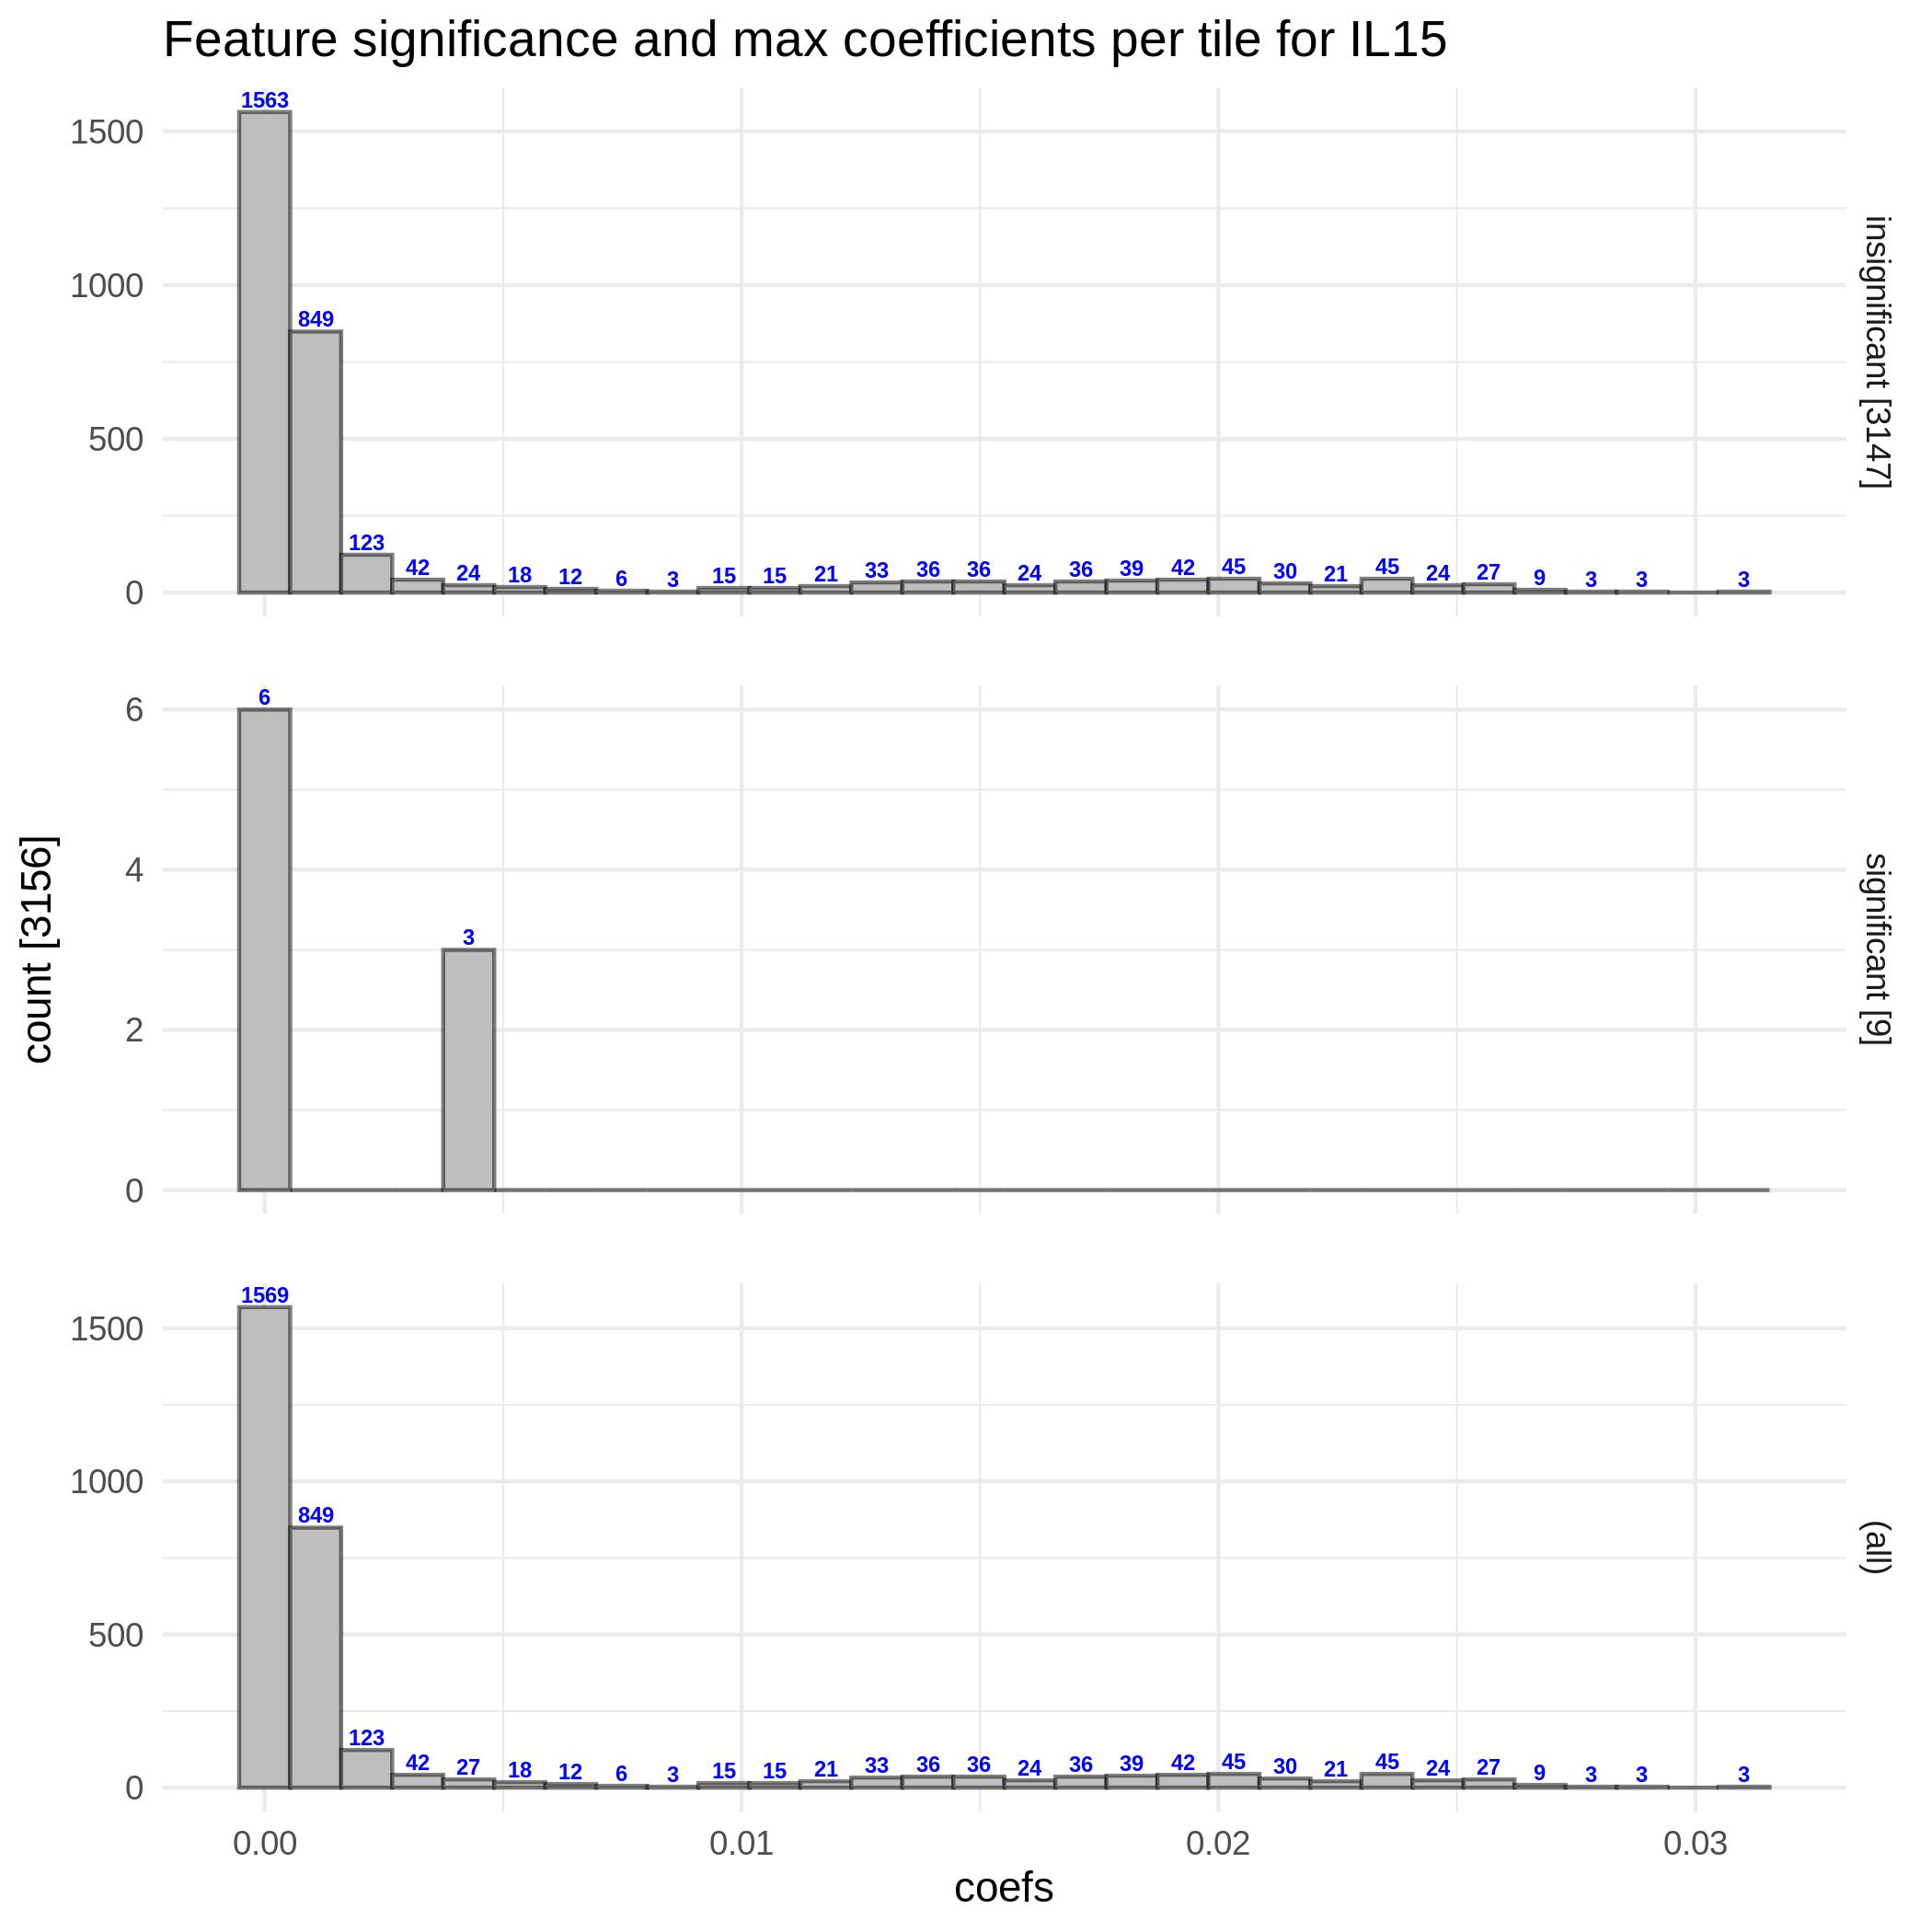 Feature significance and max coefficients per tile for IL15
1563
1500
849
1000
500
123
42 24 18 12 6 3 15 15 21 33 36 36 24 36 39 42 45 30 21 45 24 27 9 3 3 3
0
insignificant [3147]
6
6
4
3
2
0
significant [9]
count [3156]
1569
1500
849
1000
500
123
42 27 18 12 6 3 15 15 21 33 36 36 24 36 39 42 45 30 21 45 24 27 9 3 3 3
0
(all)
0.00 0.01 0.02 0.03
coefs